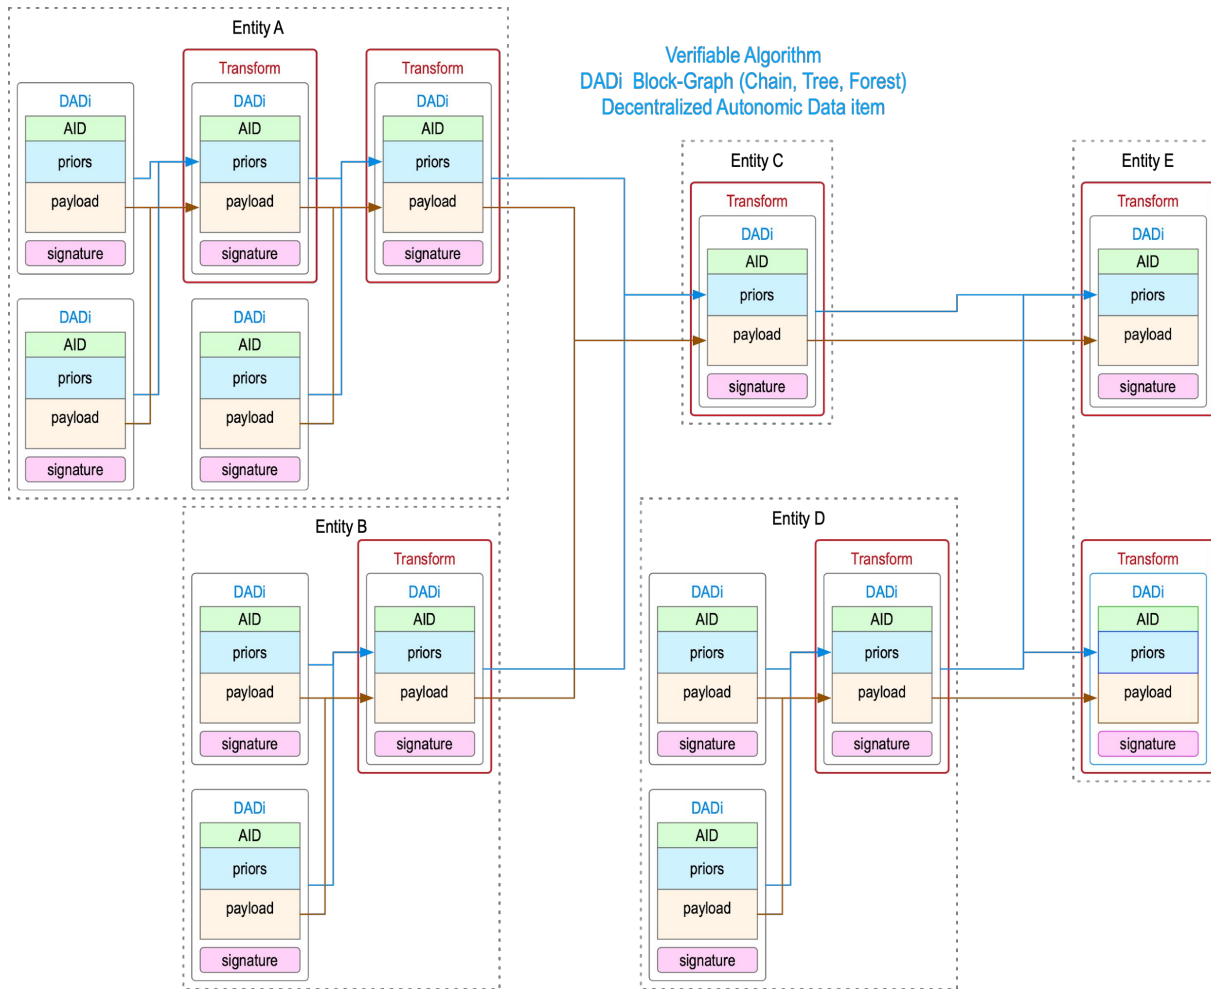 Verifiable Algorithm
DADi Block-Graph (Chain, Tree, Forest)
Decentralized Autonomic Data item
Entity A
DADi
AID
priors
payload
signature
Transform
DADi
AID
priors
payload
signature
Transform
DADi
AID
priors
payload
signature
DADi
AID
priors
payload
signature
DADi
AID
priors
payload
signature
Entity B
DADi
AID
priors
payload
signature
Transform
DADi
AID
priors
payload
signature
DADi
AID
priors
payload
signature
Entity C
Transform
DADi
AID
priors
payload
signature
Entity D
DADi
AID
priors
payload
signature
Transform
DADi
AID
priors
payload
signature
DADi
AID
priors
payload
signature
Entity E
Transform
DADi
AID
priors
payload
signature
Transform
DADi
AID
priors
payload
signature